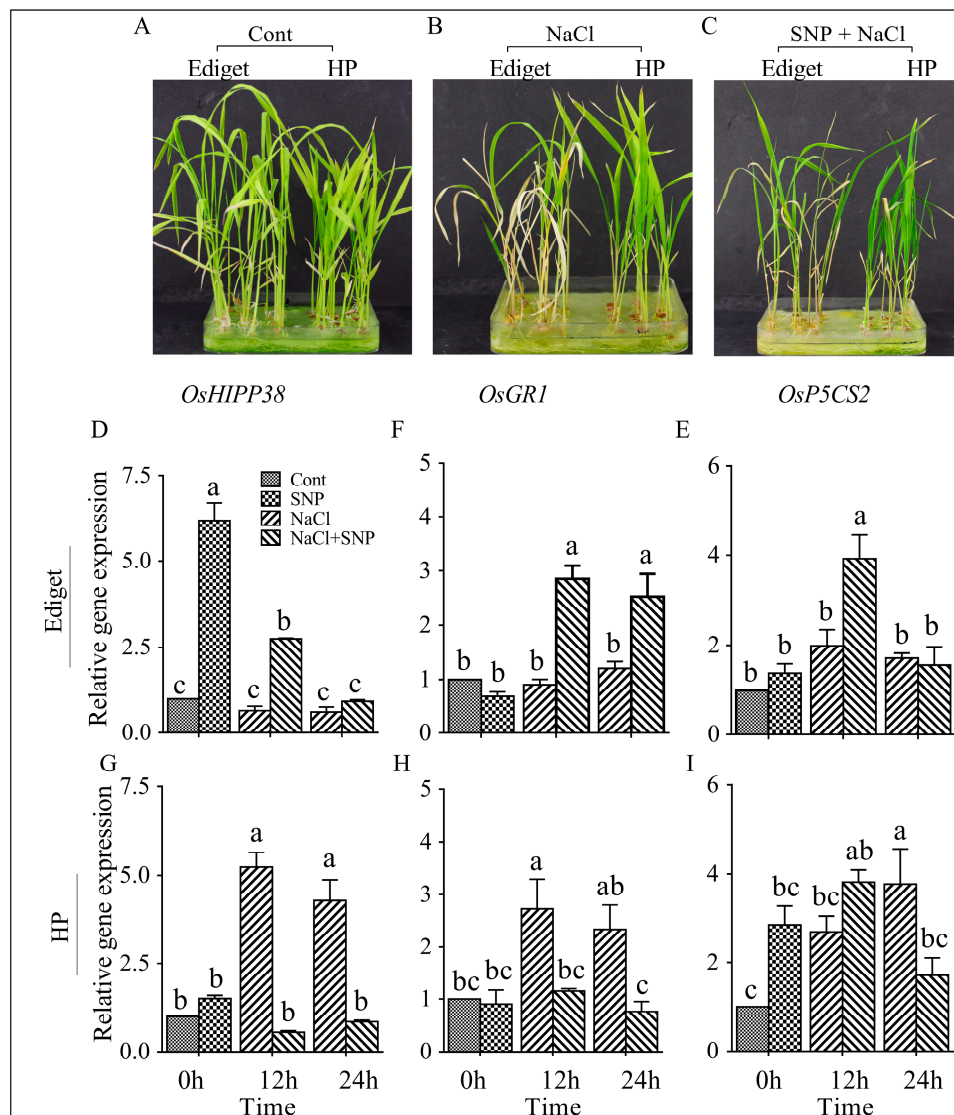 A Cont B NaCl C SNP + NaCl
Ediget HP Ediget HP Ediget HP
OsHIPP38 OsGR1 OsP5CS2
D F E
Ediget
Relative gene expression
7.5
5.0
2.5
0.0
Cont
SNP
NaCl
NaCl+SNP
c a c b c c
5
4
3
2
1
0
b b b a b a
6
4
2
0
b b b a b b
G H I
HP
Relative gene expression
7.5
5.0
2.5
0.0
b b a b a b
5
4
3
2
1
0
bc bc a bc ab c
6
4
2
0
c bc bc ab a bc
0h 12h 24h 0h 12h 24h 0h 12h 24h
Time Time Time